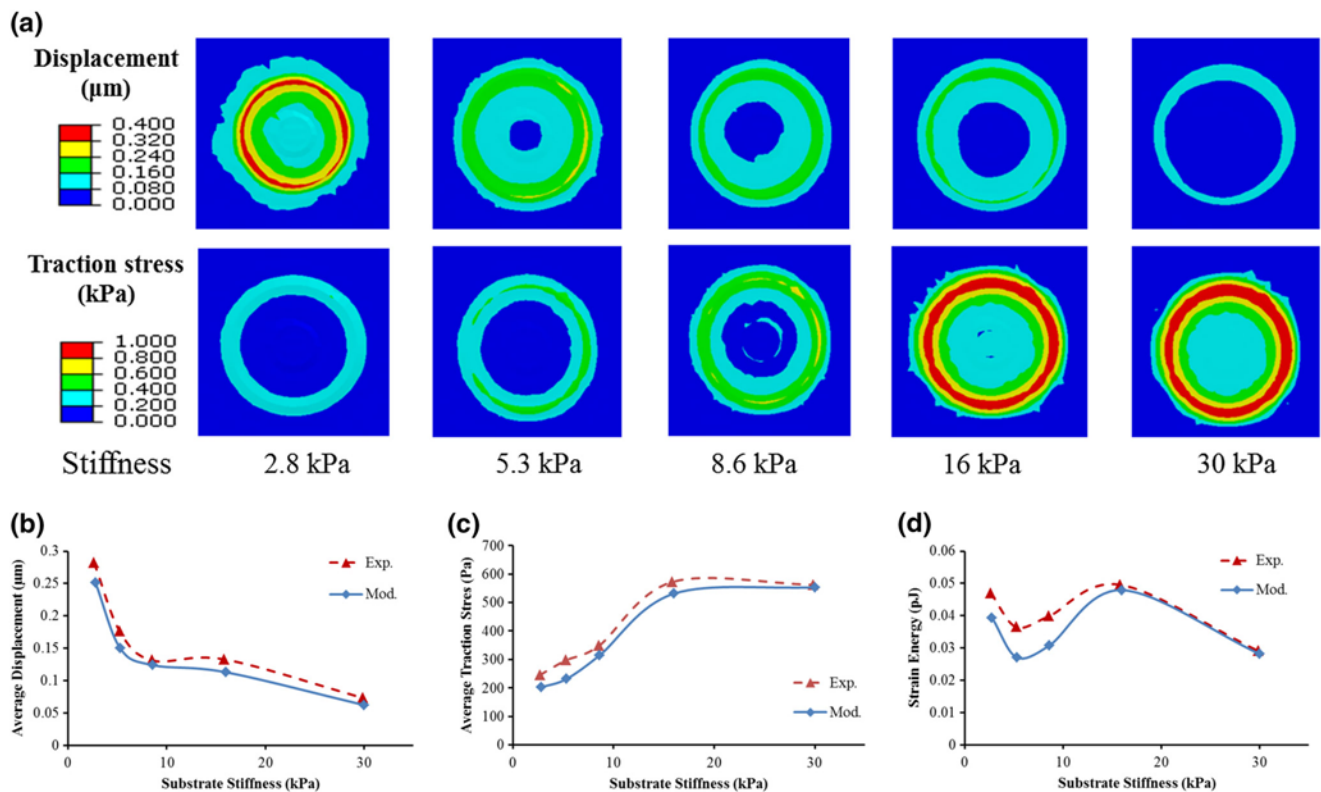 (a)
Displacement
(µm)
0.400
0.320
0.240
0.160
0.080
0.000
Traction stress
(kPa)
1.000
0.800
0.600
0.400
0.200
0.000
Stiffness 2.8 kPa 5.3 kPa 8.6 kPa 16 kPa 30 kPa
(b)
Average Displacement (µm)
0.3
0.25
0.2
0.15
0.1
0.05
0
0 10 20 30
Substrate Stiffness (kPa)
Exp.
Mod.
(c)
Average Traction Stres (Pa)
700
600
500
400
300
200
100
0
0 10 20 30
Substrate Stiffness (kPa)
Exp.
Mod.
(d)
Strain Energy (pJ)
0.06
0.05
0.04
0.03
0.02
0.01
0
0 10 20 30
Substrate Stiffness (kPa)
Exp.
Mod.